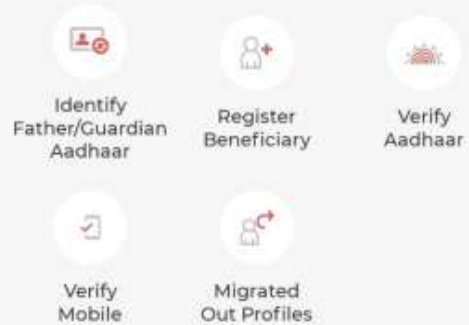 Identify
Father/Guardian
Aadhaar
Register
Beneficiary
Verify
Aadhaar
Verify
Mobile
Migrated
Out Profiles